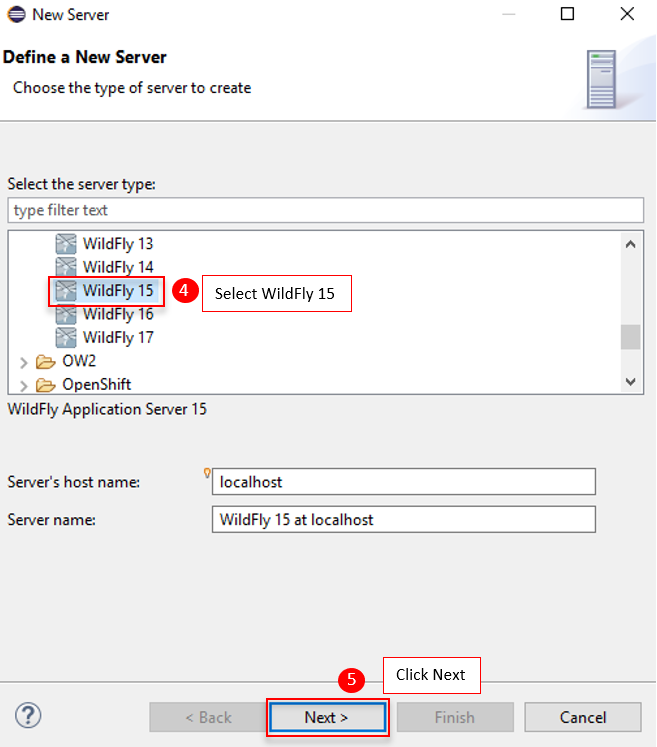 New Server
Define a New Server
Choose the type of server to create
Select the server type:
type filter text
WildFly 13
WildFly 14
WildFly 15
4
Select WildFly 15
WildFly 16
WildFly 17
OW2
OpenShift
WildFly Application Server 15
Server's host name:
localhost
Server name:
WildFly 15 at localhost
5
Click Next
?
< Back
Next >
Finish
Cancel